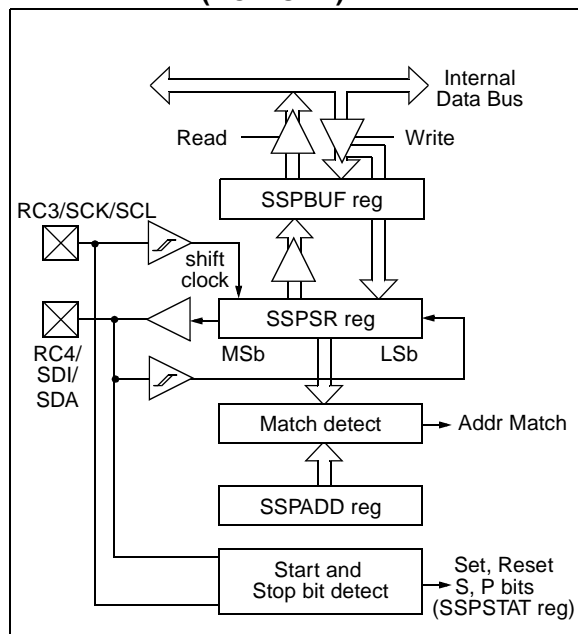 Internal
Data Bus
Read
Write
SSPBUF reg
RC3/SCK/SCL
shift
clock
SSPSR reg
MSb
LSb
RC4/
SDI/
SDA
Match detect
Addr Match
SSPADD reg
Start and
Stop bit detect
Set, Reset
S, P bits
(SSPSTAT reg)